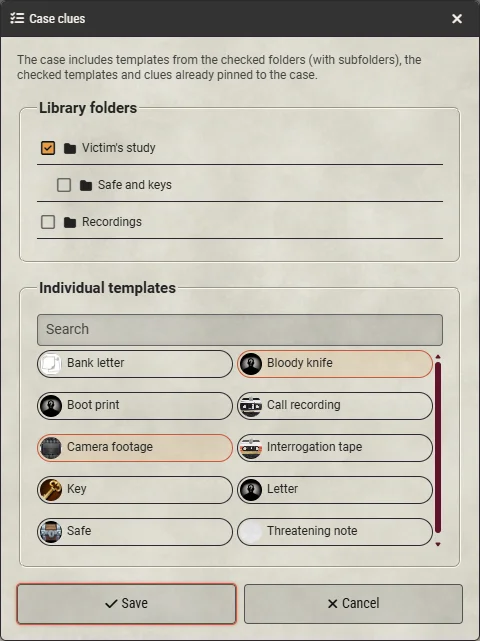 Case clues
The case includes templates from the checked folders (with subfolders), the
checked templates and clues already pinned to the case.
Library folders
Victim's study
Safe and keys
Recordings
Individual templates
Search
Bank letter
Bloody knife
Boot print
Call recording
Camera footage
Interrogation tape
Key
Letter
Safe
Threatening note
Save
Cancel